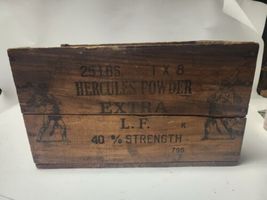 25 LBS. 1 X 8
HERCULES POWDER
EXTRA
L. F. K
40 % STRENGTH